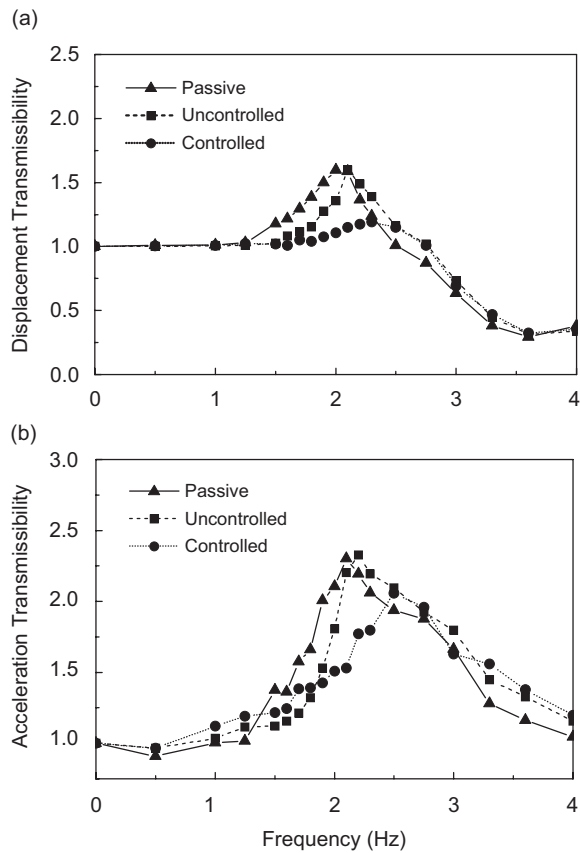 (a)
2.5
2.0
1.5
1.0
0.5
0.0
Displacement Transmissibility
Passive
Uncontrolled
Controlled
0 1 2 3 4
(b)
3.0
2.5
2.0
1.5
1.0
Acceleration Transmissibility
Passive
Uncontrolled
Controlled
0 1 2 3 4
Frequency (Hz)